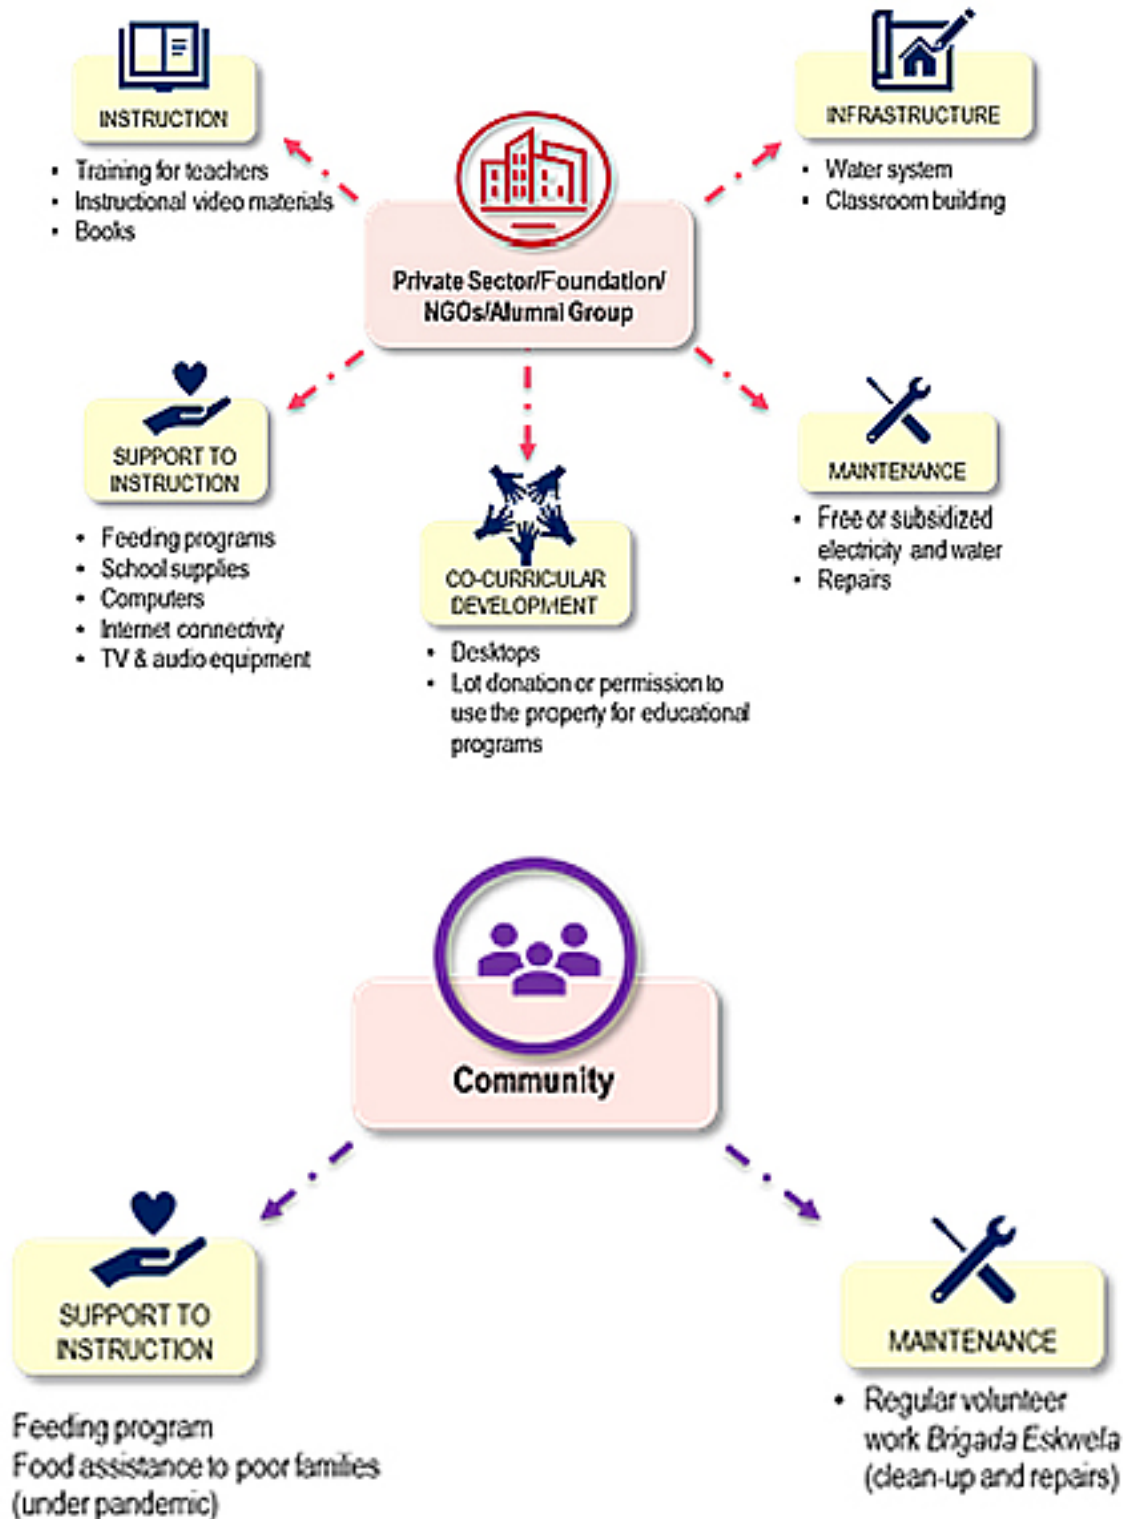 INSTRUCTION
• Training for teachers
• Instructional video materials
• Books
INFRASTRUCTURE
• Water system
• Classroom building
Private Sector/Foundation/
NGOs/Alumni Group
SUPPORT TO
INSTRUCTION
• Feeding programs
• School supplies
• Computers
• Internet connectivity
• TV & audio equipment
CO-CURRICULAR
DEVELOPMENT
• Desktops
• Lot donation or permission to
use the property for educational
programs
MAINTENANCE
• Free or subsidized
electricity and water
• Repairs
Community
SUPPORT TO
INSTRUCTION
Feeding program
Food assistance to poor families
(under pandemic)
MAINTENANCE
• Regular volunteer
work Brigada Eskwela
(clean-up and repairs)